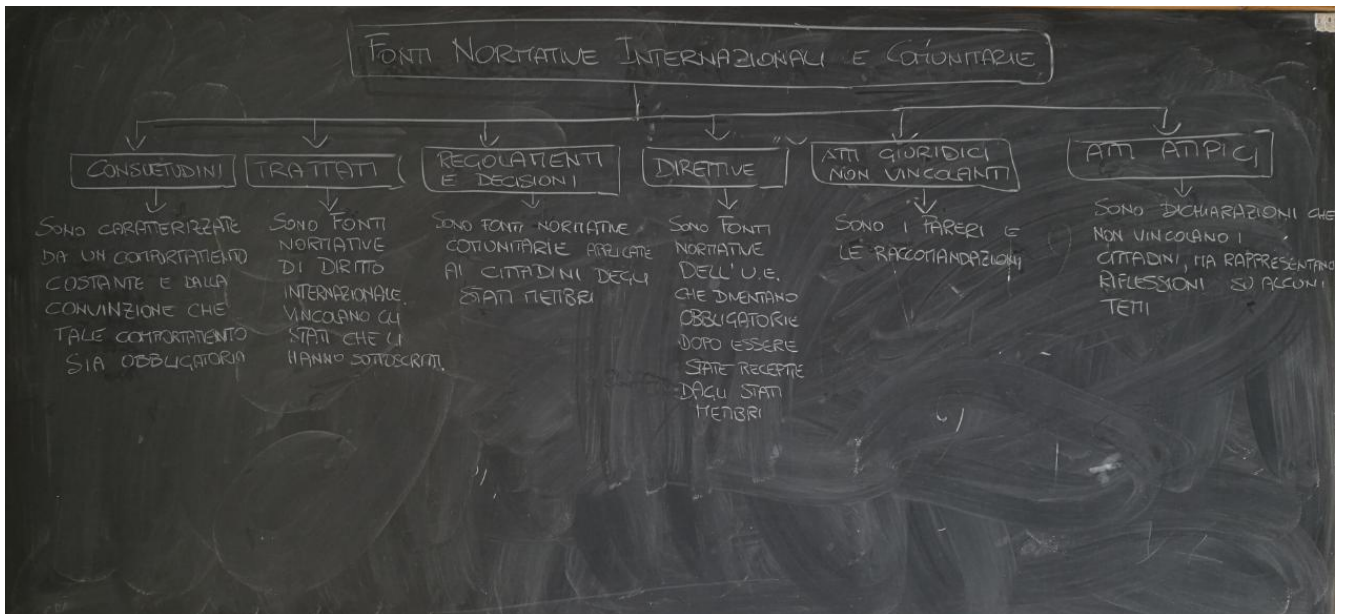 FONTI NORMATIVE INTERNAZIONALI E COMUNITARIE
CONSUETUDINI
SONO CARATTERIZZATE
DA UN COMPORTAMENTO
COSTANTE E DALLA
CONVINZIONE CHE
TALE COMPORTAMENTO
SIA OBBLIGATORIA
TRATTATI
SONO FONTI
NORMATIVE
DI DIRITTO
INTERNAZIONALE.
VINCOLANO GLI
STATI CHE LI
HANNO SOTTOSCRITTI.
REGOLAMENTI
E DECISIONI
SONO FONTI NORMATIVE
COMUNITARIE APPLICATE
AI CITTADINI DEGLI
STATI MEMBRI
DIRETTIVE
SONO FONTI
NORMATIVE
DELL'U.E.
CHE DIVENTANO
OBBLIGATORIE
DOPO ESSERE
STATE RECEPITE
DAGLI STATI
MEMBRI
ATTI GIURIDICI
NON VINCOLANTI
SONO I PARERI E
LE RACCOMANDAZIONI
ATTI ATIPICI
SONO DICHIARAZIONI CHE
NON VINCOLANO I
CITTADINI, MA RAPPRESENTANO
RIFLESSIONI SU ALCUNI
TEMI